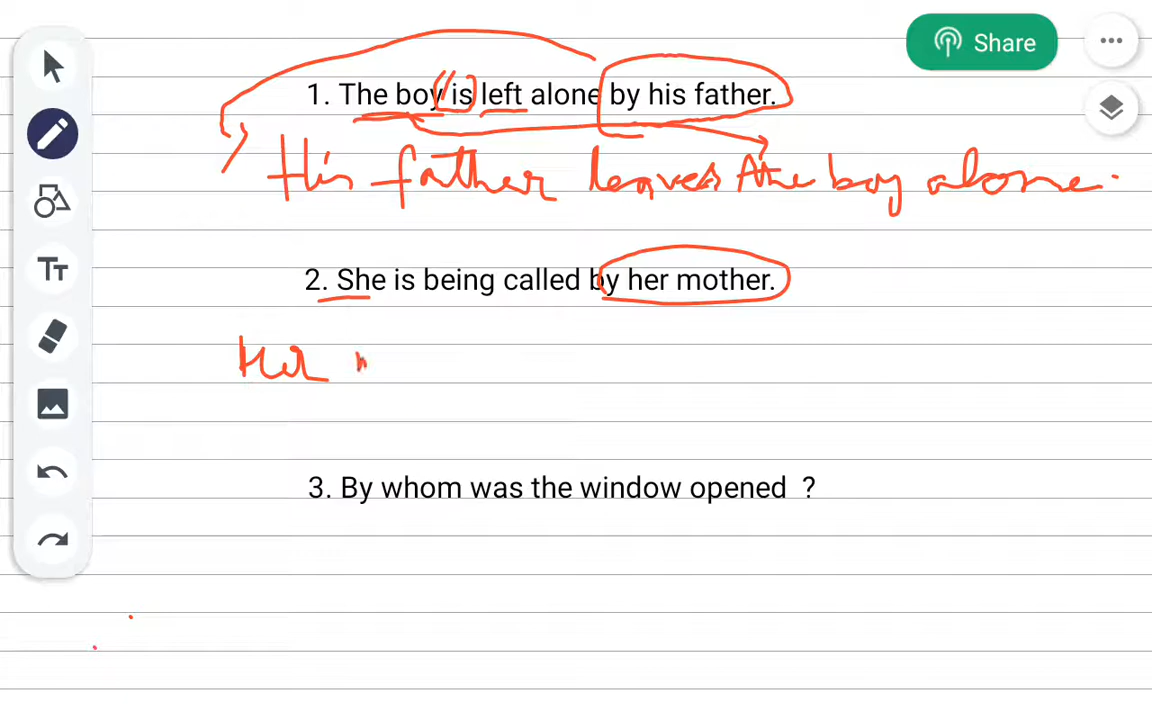 Share
1. The boy is left alone by his father.
His father leaves the boy alone.
2. She is being called by her mother.
Her
3. By whom was the window opened ?